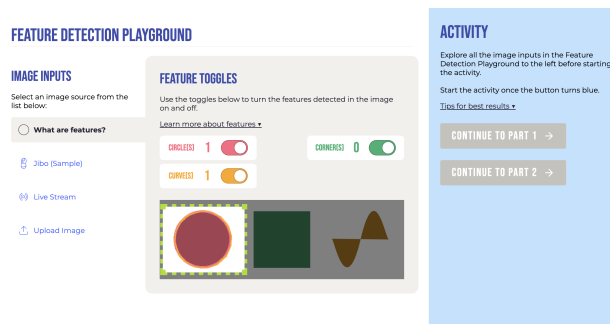 FEATURE DETECTION PLAYGROUND
IMAGE INPUTS
Select an image source from the
list below:
What are features?
Jibo (Sample)
Live Stream
Upload Image
FEATURE TOGGLES
Use the toggles below to turn the features detected in the image
on and off.
Learn more about features ▾
CIRCLE(S) 1
CORNER(S) 0
CURVE(S) 1
ACTIVITY
Explore all the image inputs in the Feature
Detection Playground to the left before starting
the activity.
Start the activity once the button turns blue.
Tips for best results ▾
CONTINUE TO PART 1 →
CONTINUE TO PART 2 →